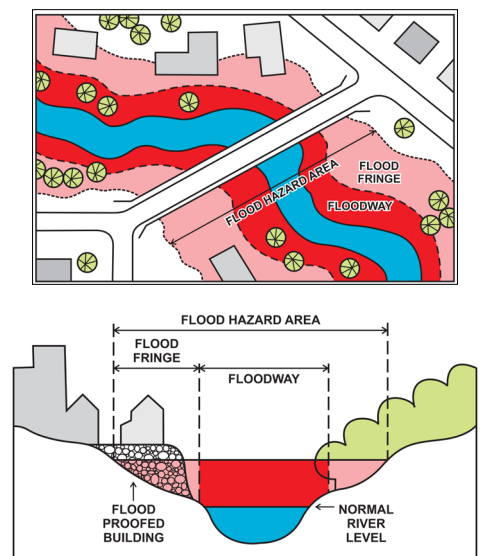 FLOOD
FRINGE
FLOOD HAZARD AREA
FLOODWAY
FLOOD HAZARD AREA
FLOOD
FRINGE
FLOODWAY
FLOOD
PROOFED
BUILDING
NORMAL
RIVER
LEVEL